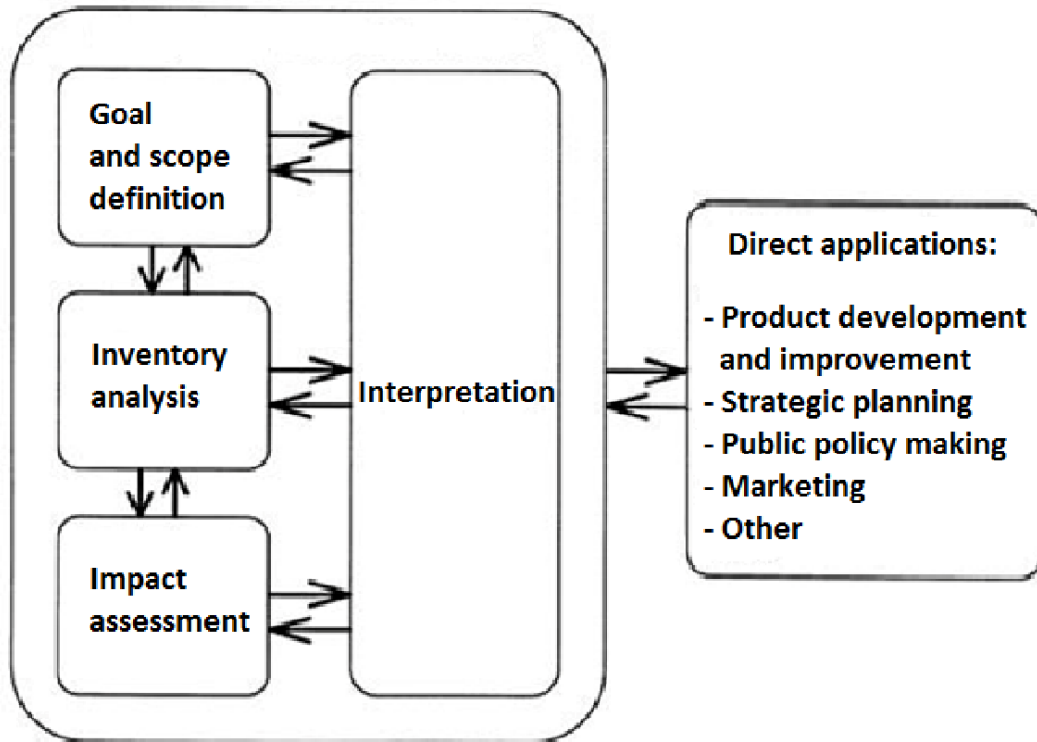 Goal
and scope
definition
Inventory
analysis
Impact
assessment
Interpretation
Direct applications:
- Product development
and improvement
- Strategic planning
- Public policy making
- Marketing
- Other